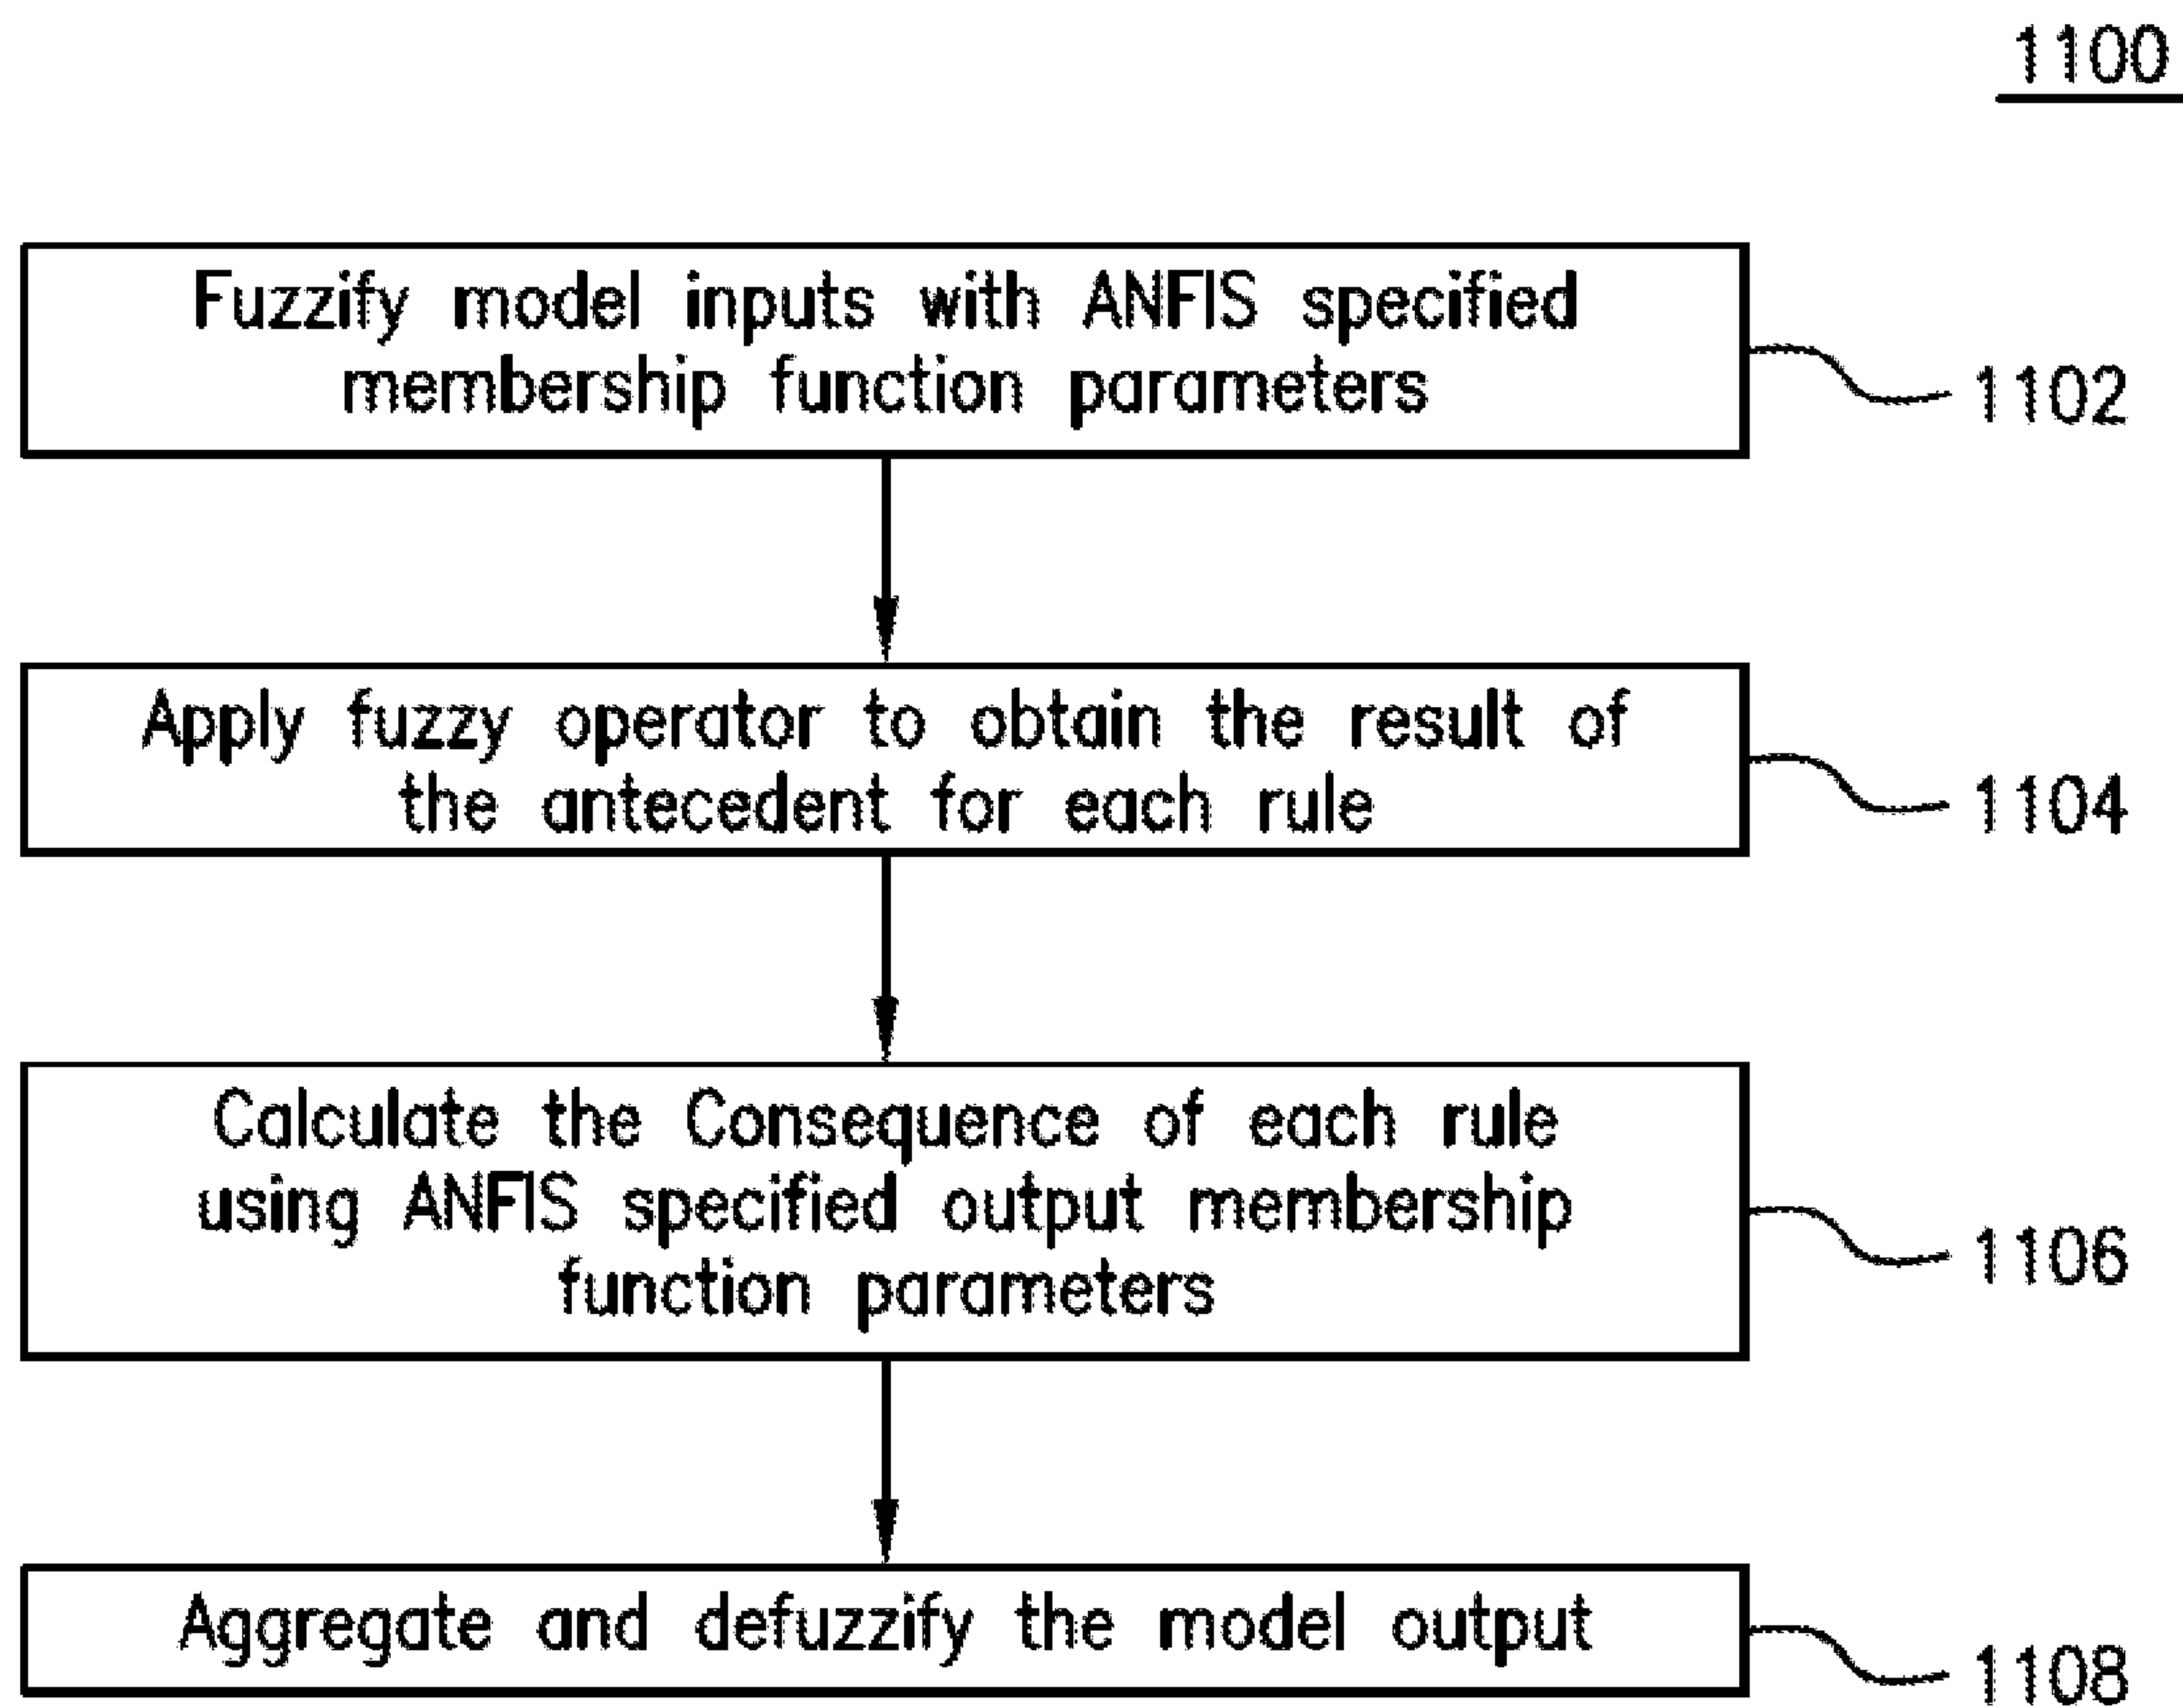 1100
Fuzzify model inputs with ANFIS specified
membership function parameters
1102
Apply fuzzy operator to obtain the result of
the antecedent for each rule
1104
Calculate the Consequence of each rule
using ANFIS specified output membership
function parameters
1106
Aggregate and defuzzify the model output
1108